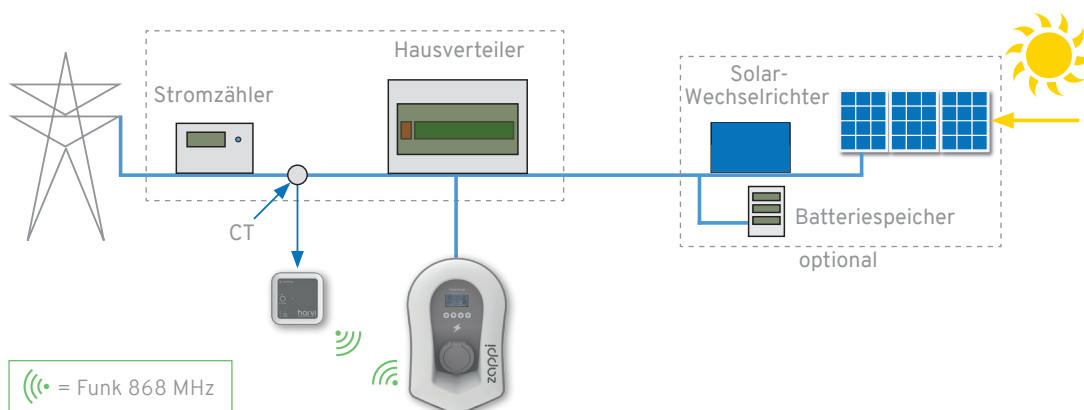 Hausverteiler
Stromzähler
Solar-
Wechselrichter
CT
Batteriespeicher
optional
harvi
zappi
= Funk 868 MHz